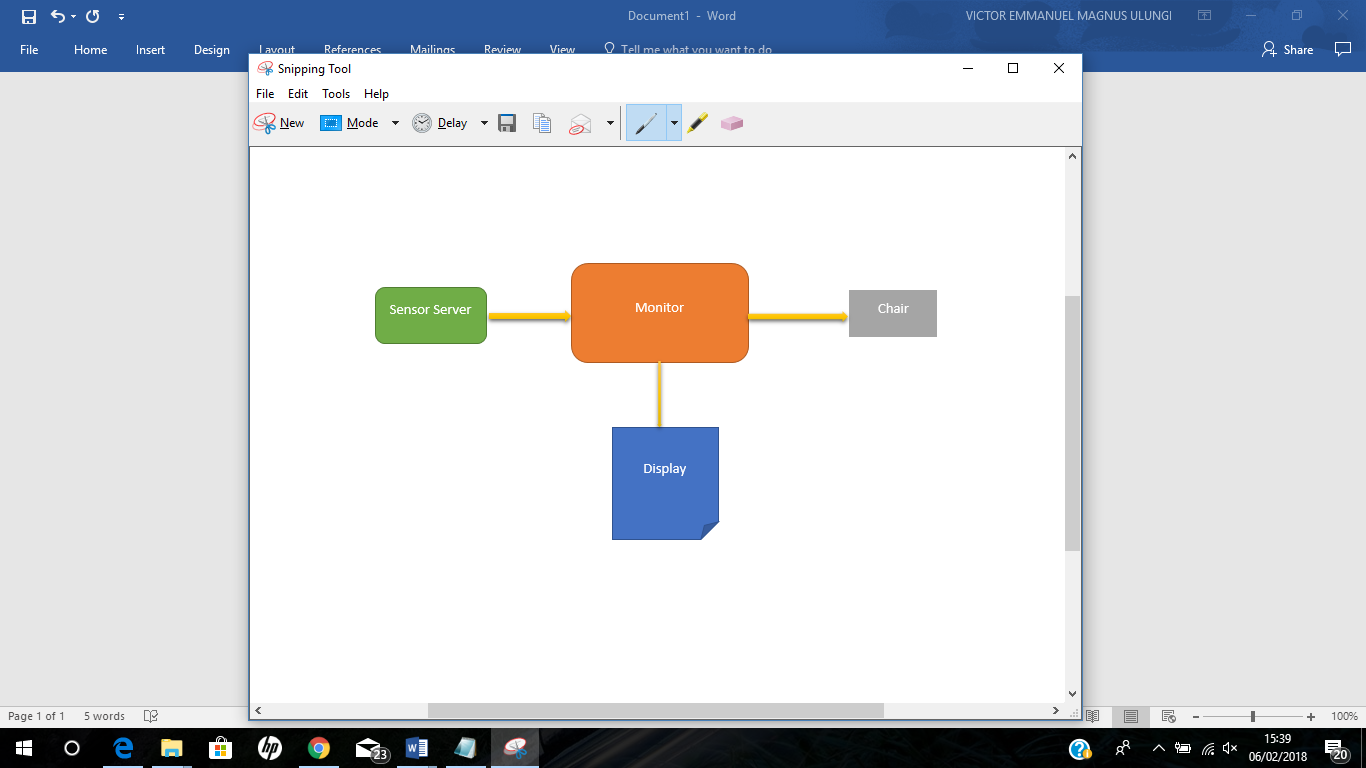 Document1 - Word
VICTOR EMMANUEL MAGNUS ULUNGI
File Home Insert Design Layout References Mailings Review View Tell me what you want to do
Share
Snipping Tool
File Edit Tools Help
New Mode Delay
Sensor Server
Monitor
Chair
Display
Page 1 of 1 5 words
100%
hp
23
15:39
06/02/2018
20